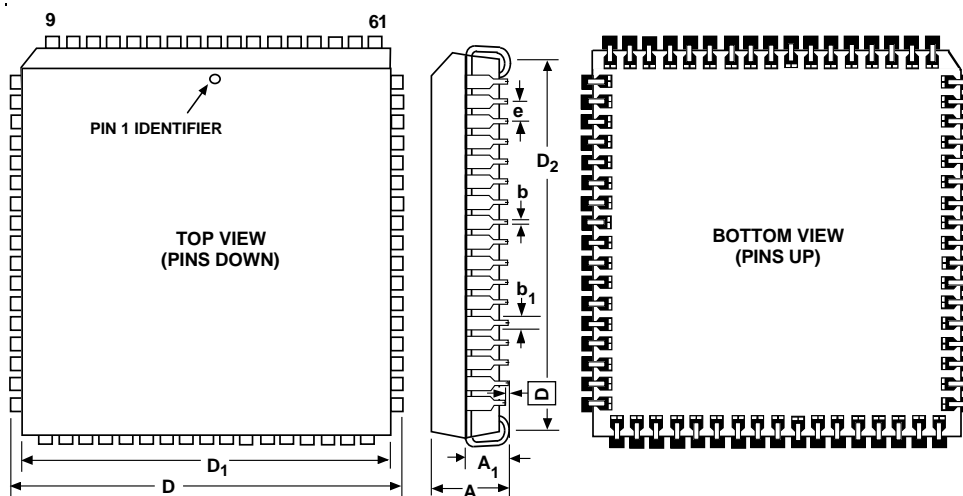 9
61
PIN 1 IDENTIFIER
TOP VIEW
(PINS DOWN)
D1
D
e
D2
b
b1
D
A1
A
BOTTOM VIEW
(PINS UP)